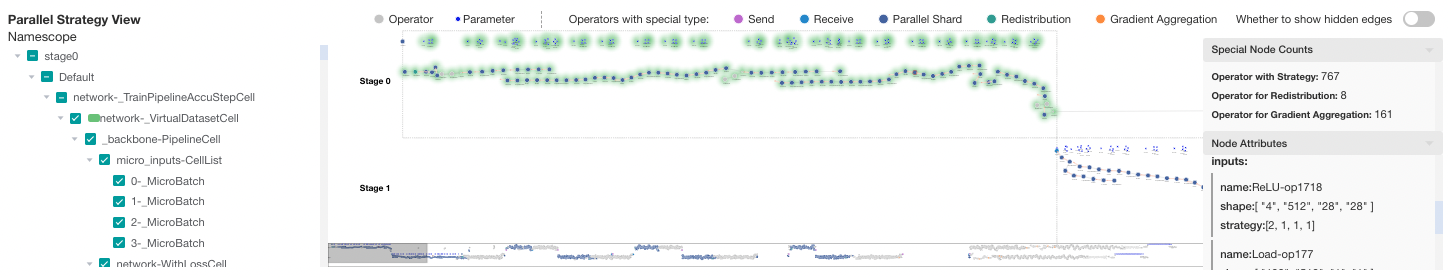 Parallel Strategy View
Namescope
stage0
Default
network-_TrainPipelineAccuStepCell
network-_VirtualDatasetCell
_backbone-PipelineCell
micro_inputs-CellList
0-_MicroBatch
1-_MicroBatch
2-_MicroBatch
3-_MicroBatch
network-WithLossCell
Operator Parameter Operators with special type: Send Receive Parallel Shard Redistribution Gradient Aggregation Whether to show hidden edges
Stage 0
Stage 1
Special Node Counts
Operator with Strategy: 767
Operator for Redistribution: 8
Operator for Gradient Aggregation: 161
Node Attributes
inputs:
name:ReLU-op1718
shape:[ "4", "512", "28", "28" ]
strategy:[2, 1, 1, 1]
name:Load-op177